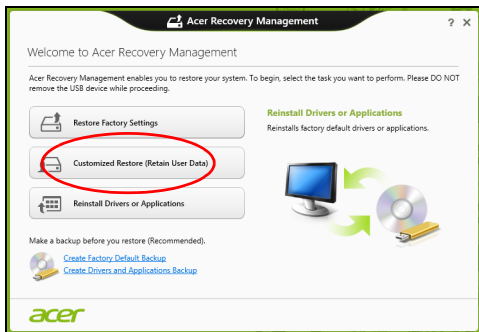 Acer Recovery Management
? X
Welcome to Acer Recovery Management
Acer Recovery Management enables you to restore your system. To begin, select the task you want to perform. Please DO NOT
remove the USB device while proceeding.
Restore Factory Settings
Customized Restore (Retain User Data)
Reinstall Drivers or Applications
Reinstall Drivers or Applications
Reinstalls factory default drivers or applications.
Make a backup before you restore (Recommended).
Create Factory Default Backup
Create Drivers and Applications Backup
acer